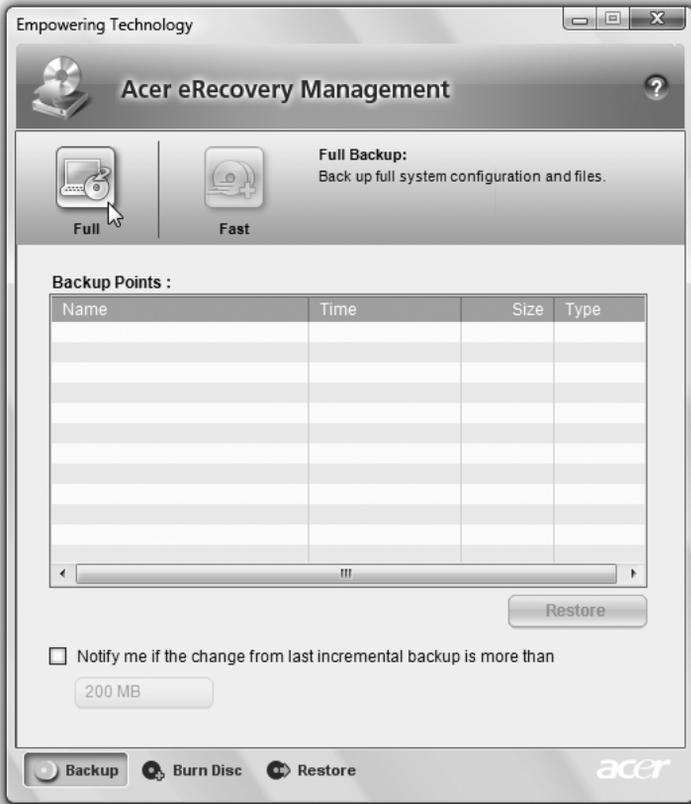 Empowering Technology
Acer eRecovery Management
?
Full Backup:
Back up full system configuration and files.
Full
Fast
Backup Points :
Name Time Size Type
Restore
Notify me if the change from last incremental backup is more than
200 MB
Backup Burn Disc Restore acer